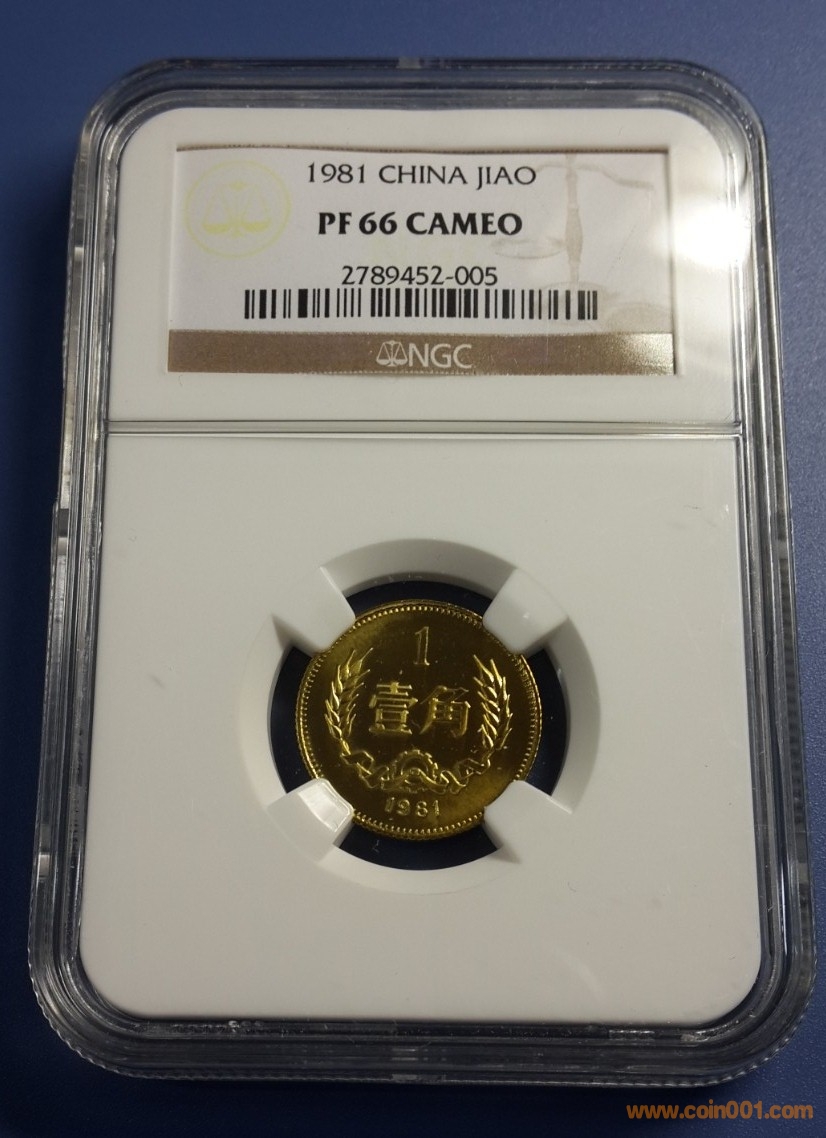 1981 CHINA JIAO
PF 66 CAMEO
2789452-005
NGC
1
壹角
1981
www.coin001.com